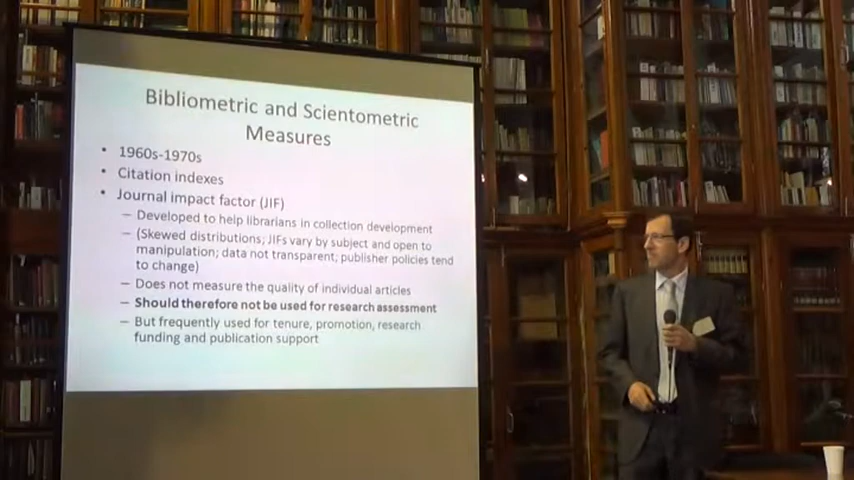 Bibliometric and Scientometric
Measures
• 1960s-1970s
• Citation indexes
• Journal impact factor (JIF)
– Developed to help librarians in collection development
– (Skewed distributions; JIFs vary by subject and open to
manipulation; data not transparent; publisher policies tend
to change)
– Does not measure the quality of individual articles
– Should therefore not be used for research assessment
– But frequently used for tenure, promotion, research
funding and publication support